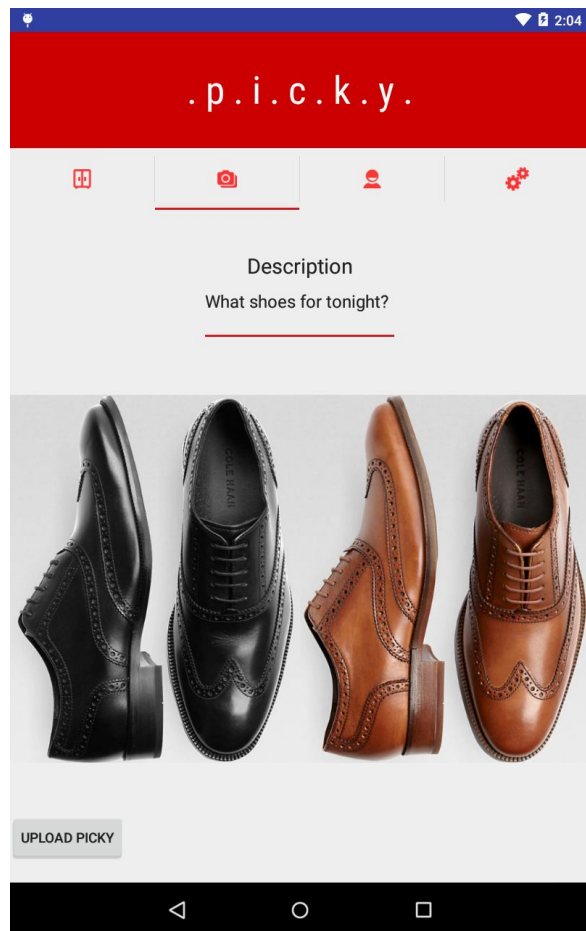 2:04
.p.i.c.k.y.
Description
What shoes for tonight?
COLE HAAN
COLE HAAN
UPLOAD PICKY